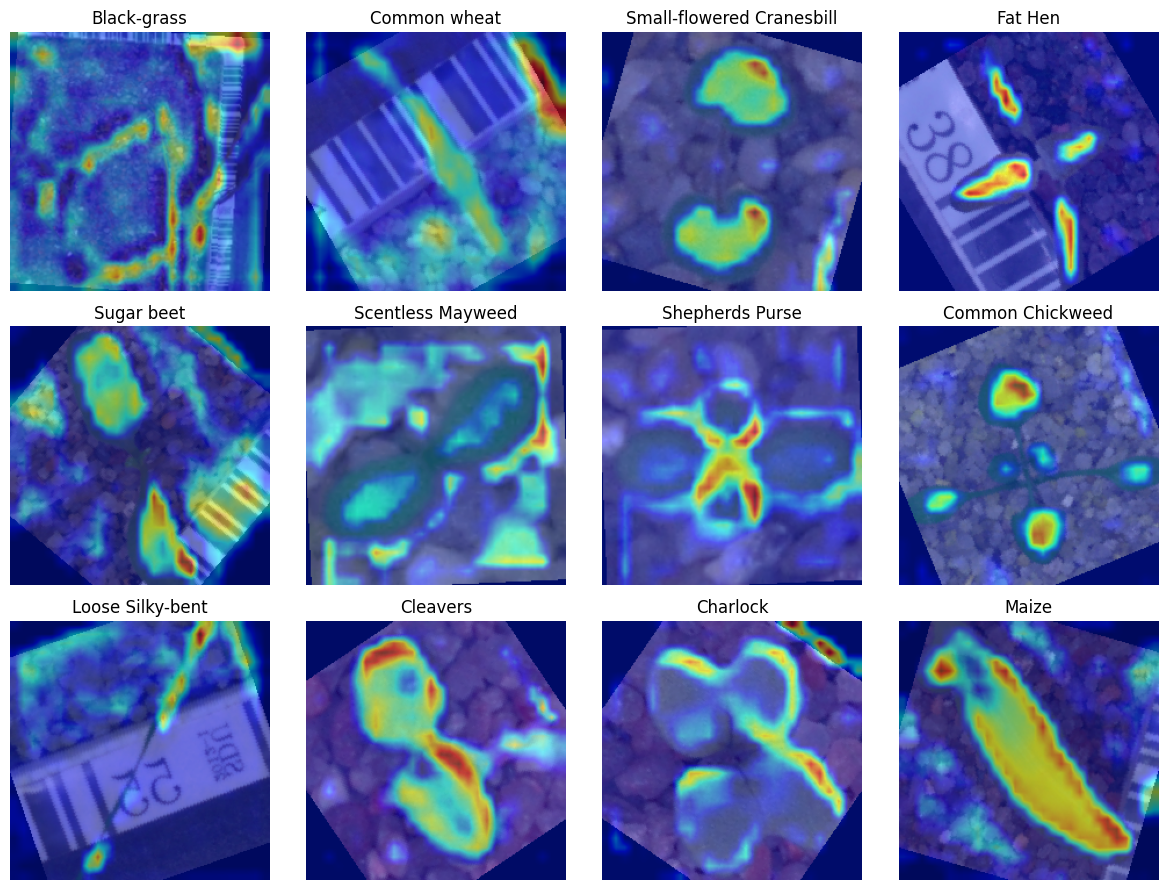 Black-grass
Common wheat
Small-flowered Cranesbill
Fat Hen
38
Sugar beet
Scentless Mayweed
Shepherds Purse
Common Chickweed
Loose Silky-bent
Cleavers
Charlock
Maize